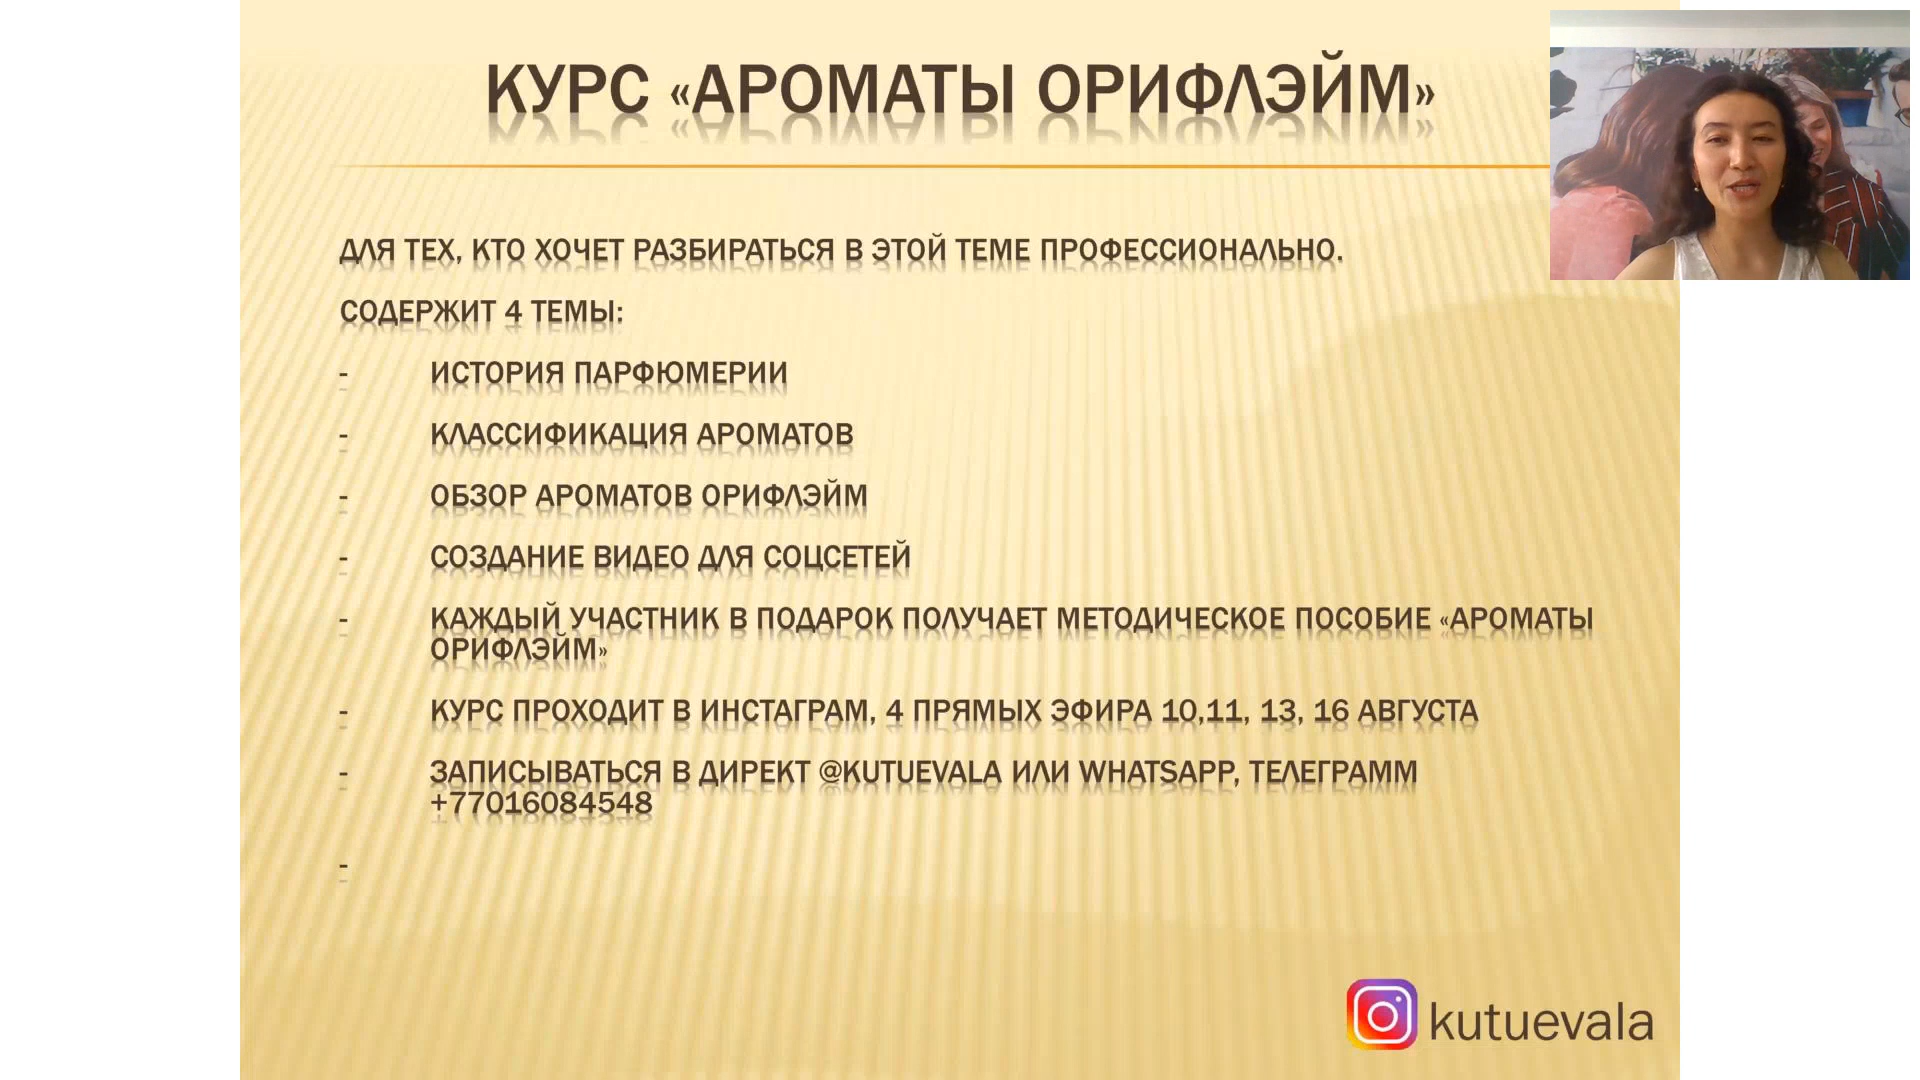 КУРС «АРОМАТЫ ОРИФЛЭЙМ»
ДЛЯ ТЕХ, КТО ХОЧЕТ РАЗБИРАТЬСЯ В ЭТОЙ ТЕМЕ ПРОФЕССИОНАЛЬНО.
СОДЕРЖИТ 4 ТЕМЫ:
- ИСТОРИЯ ПАРФЮМЕРИИ
- КЛАССИФИКАЦИЯ АРОМАТОВ
- ОБЗОР АРОМАТОВ ОРИФЛЭЙМ
- СОЗДАНИЕ ВИДЕО ДЛЯ СОЦСЕТЕЙ
- КАЖДЫЙ УЧАСТНИК В ПОДАРОК ПОЛУЧАЕТ МЕТОДИЧЕСКОЕ ПОСОБИЕ «АРОМАТЫ
ОРИФЛЭЙМ»
- КУРС ПРОХОДИТ В ИНСТАГРАМ, 4 ПРЯМЫХ ЭФИРА 10,11, 13, 16 АВГУСТА
- ЗАПИСЫВАТЬСЯ В ДИРЕКТ @KUTUEVALA ИЛИ WHATSAPP, ТЕЛЕГРАММ
+77016084548
-
kutuevala